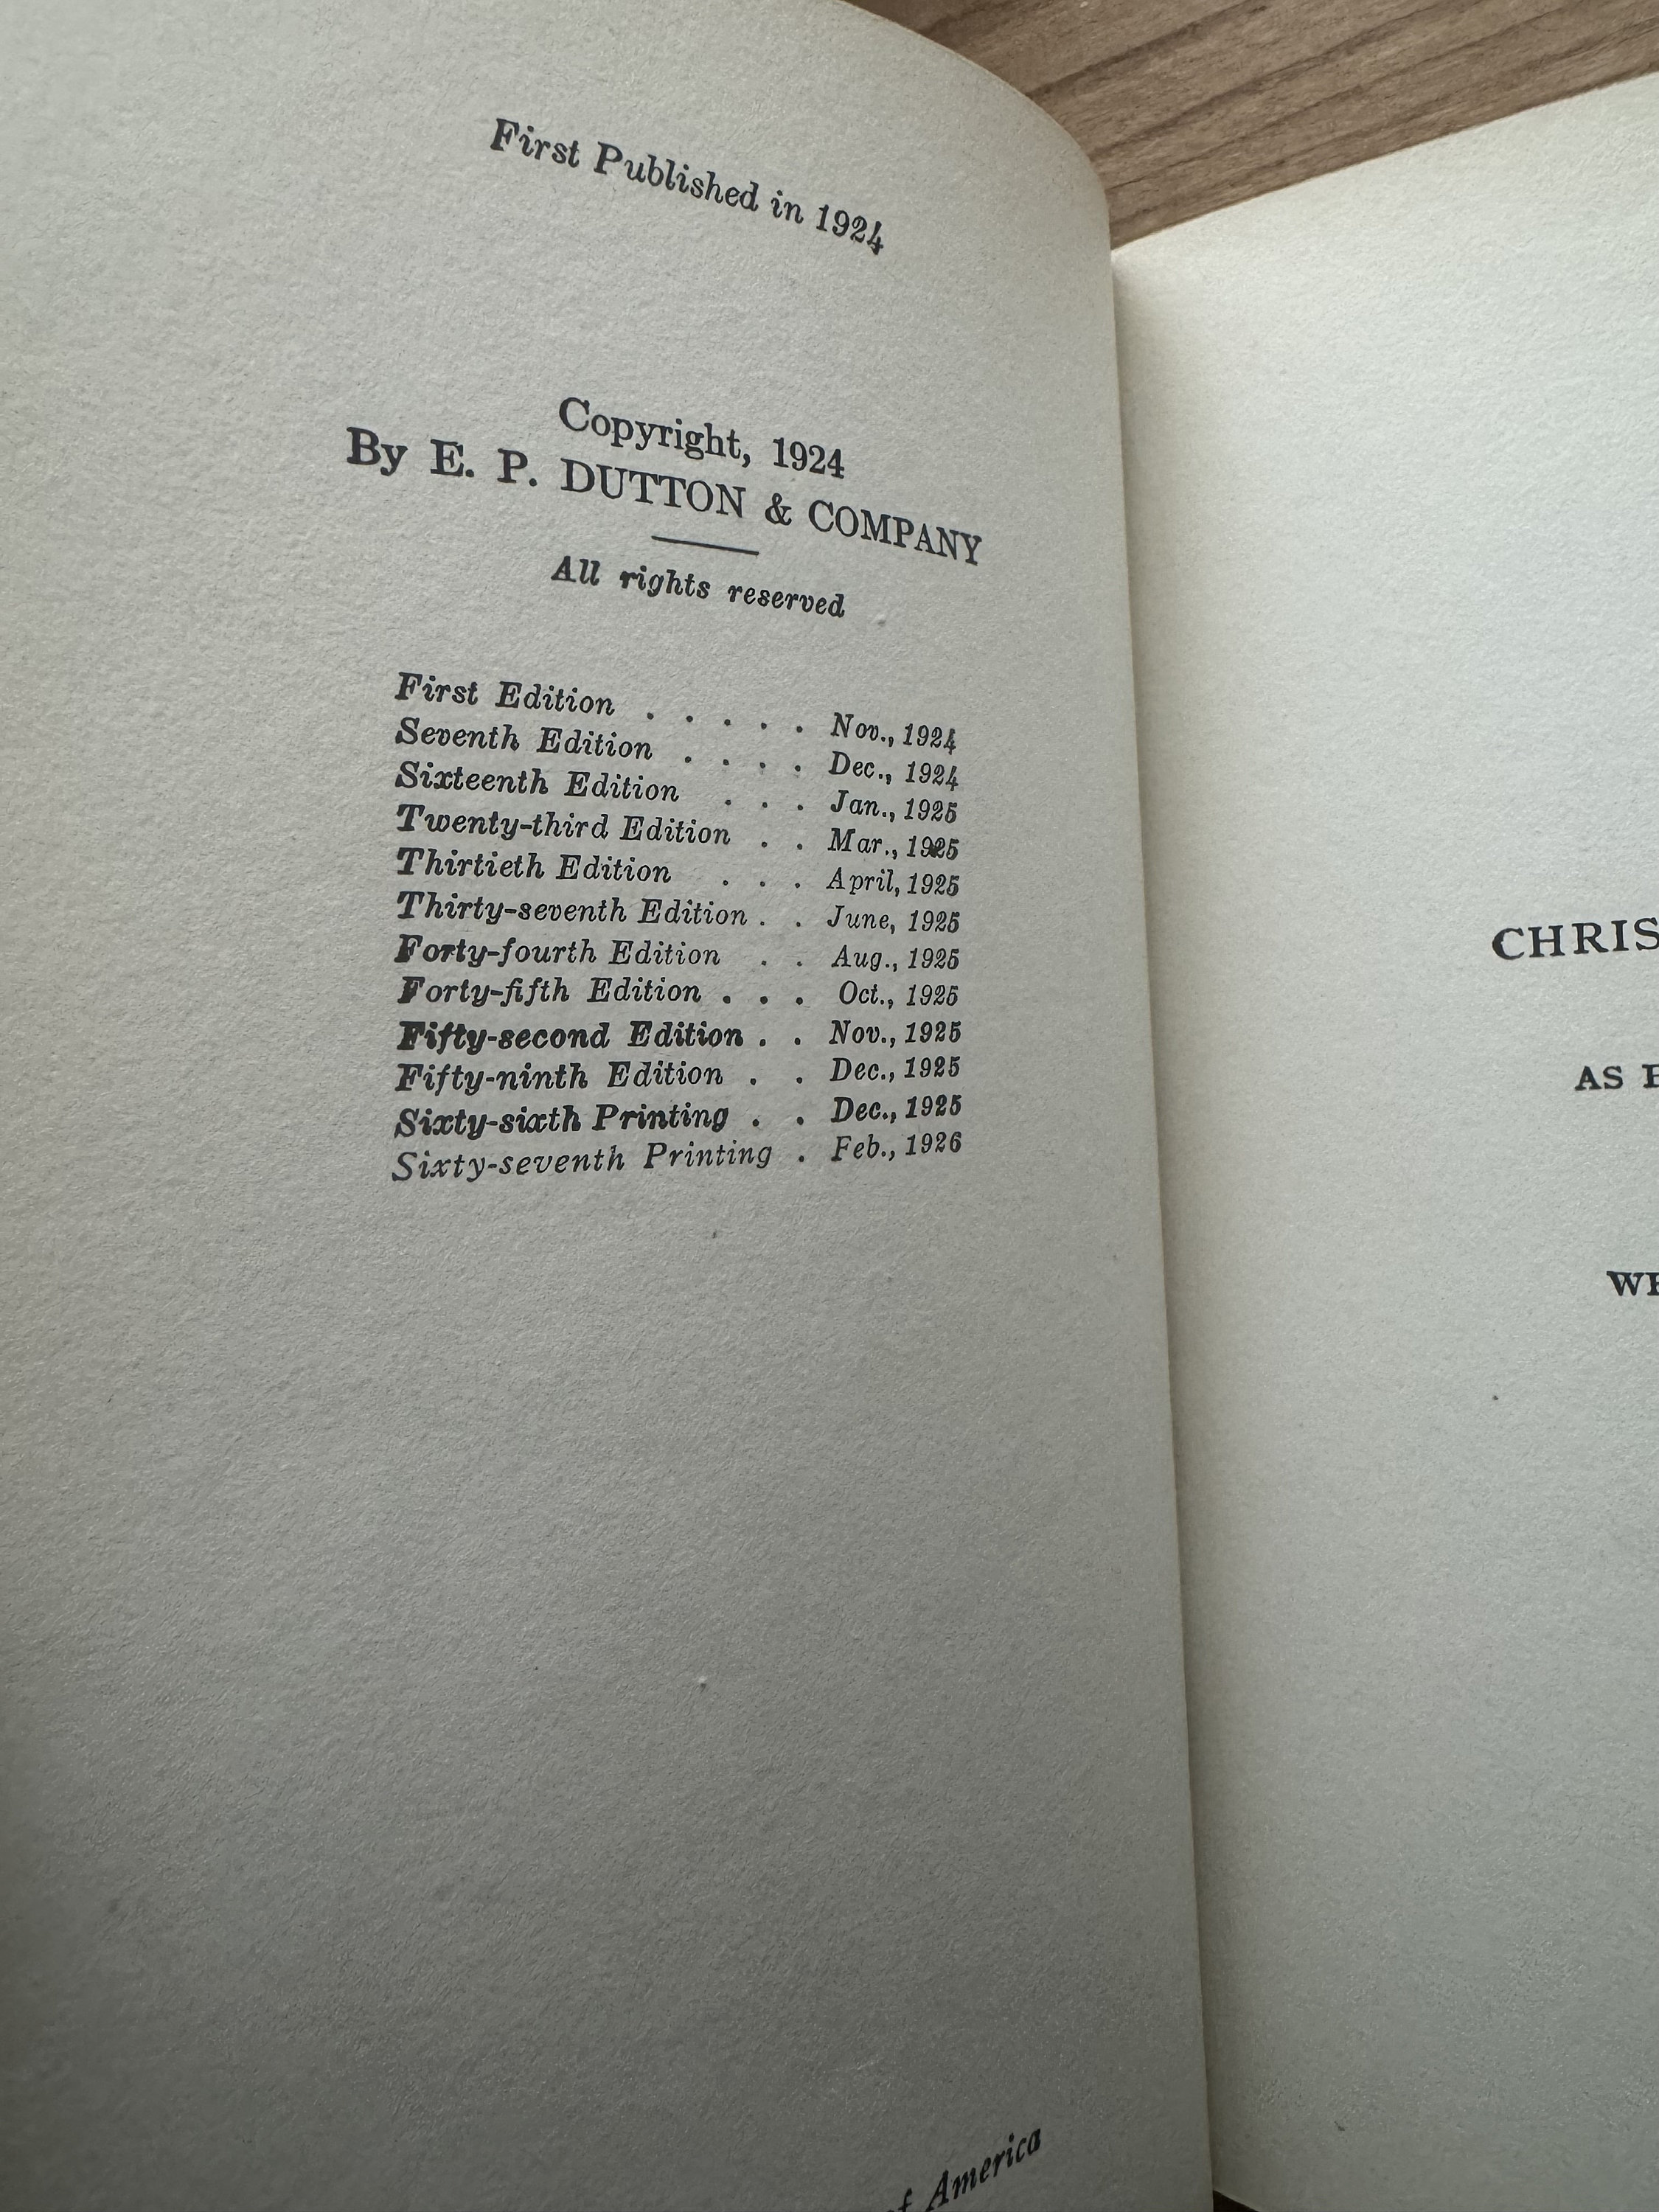 First Published in 1924
Copyright, 1924
By E. P. DUTTON & COMPANY
All rights reserved
First Edition . . . . . Nov., 1924
Seventh Edition . . . . Dec., 1924
Sixteenth Edition . . . Jan., 1925
Twenty-third Edition . . Mar., 1925
Thirtieth Edition . . . April, 1925
Thirty-seventh Edition . . June, 1925
Forty-fourth Edition . . Aug., 1925
Forty-fifth Edition . . . Oct., 1925
Fifty-second Edition . . Nov., 1925
Fifty-ninth Edition . . Dec., 1925
Sixty-sixth Printing . . Dec., 1925
Sixty-seventh Printing . Feb., 1926
of America
CHRIS
AS